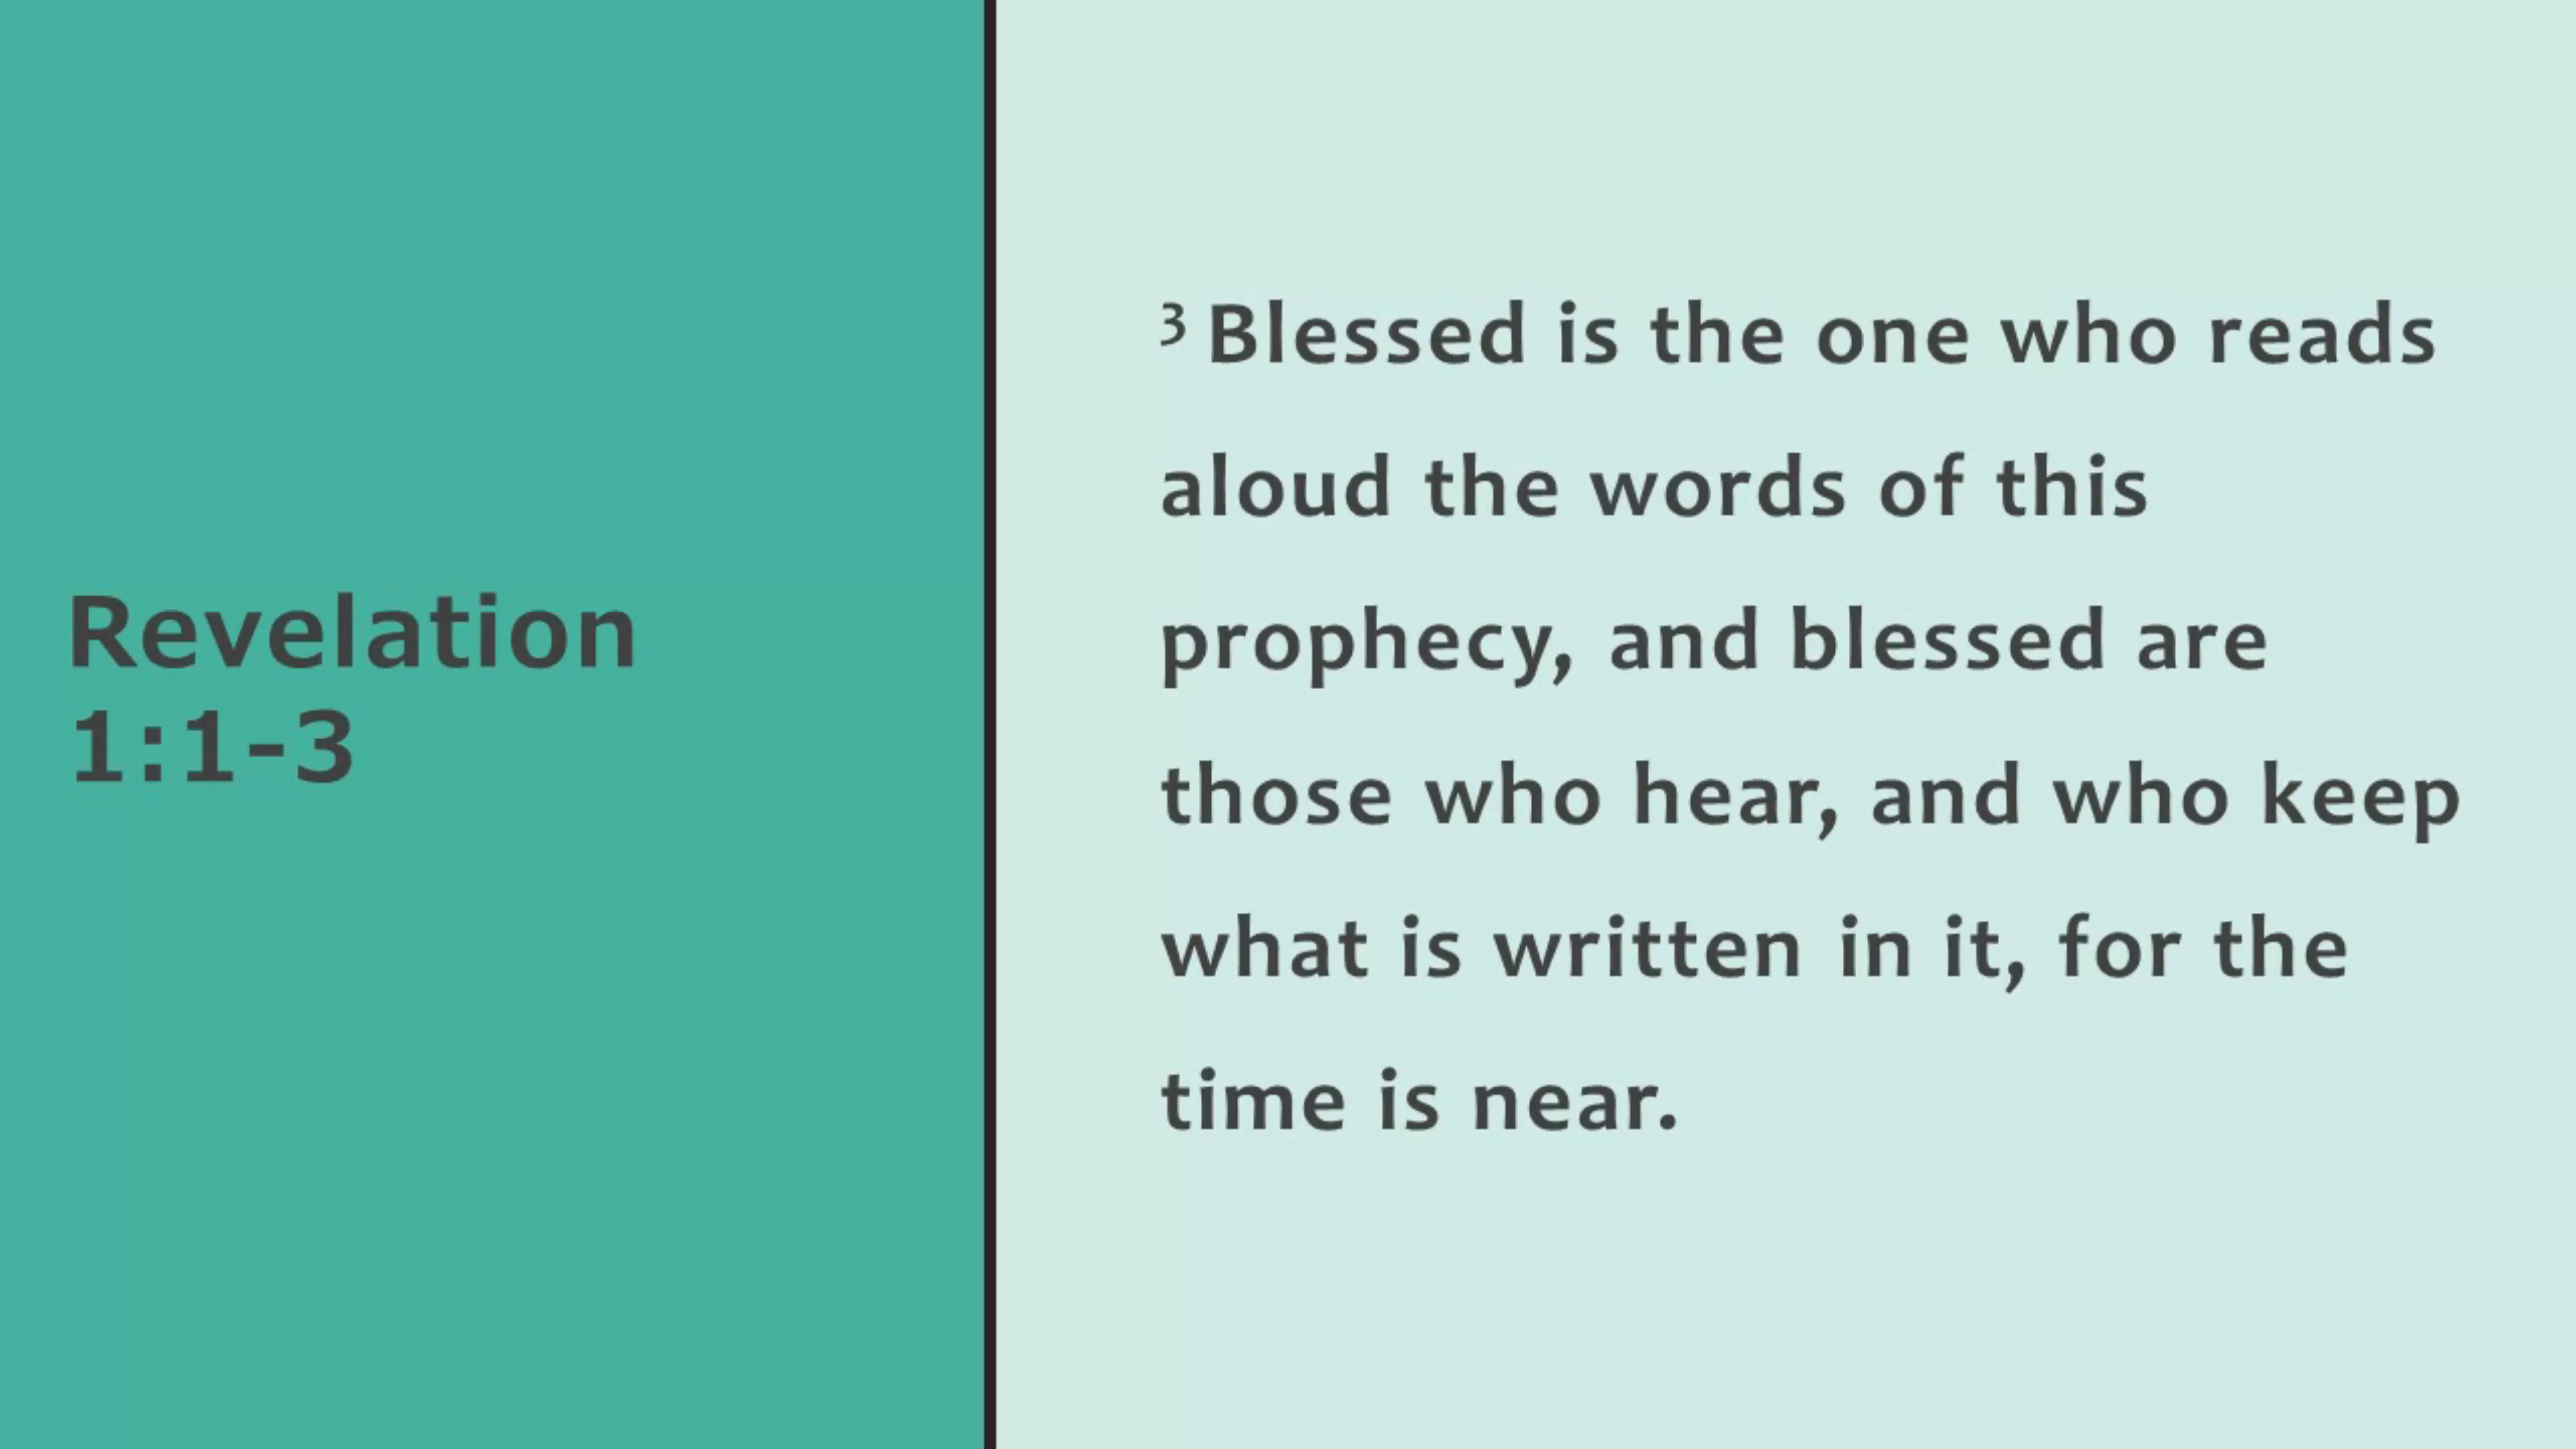 Revelation
1:1-3
3 Blessed is the one who reads
aloud the words of this
prophecy, and blessed are
those who hear, and who keep
what is written in it, for the
time is near.